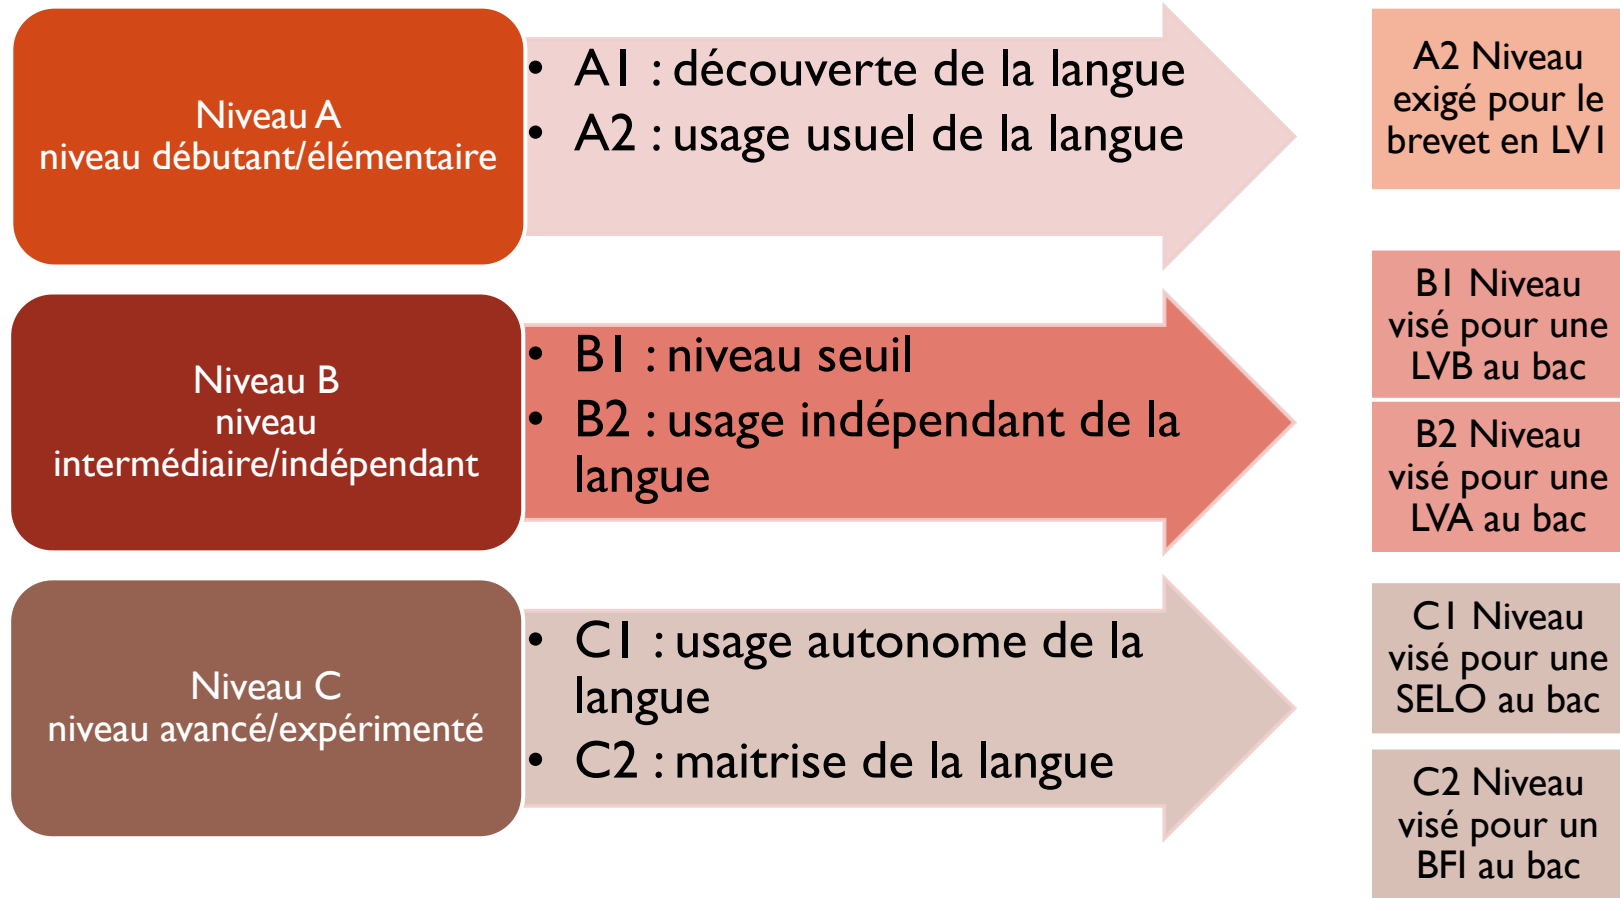 Niveau A
niveau débutant/élémentaire
• A1 : découverte de la langue
• A2 : usage usuel de la langue
A2 Niveau
exigé pour le
brevet en LV1
Niveau B
niveau
intermédiaire/indépendant
• B1 : niveau seuil
• B2 : usage indépendant de la
langue
B1 Niveau
visé pour une
LVB au bac
B2 Niveau
visé pour une
LVA au bac
Niveau C
niveau avancé/expérimenté
• C1 : usage autonome de la
langue
• C2 : maitrise de la langue
C1 Niveau
visé pour une
SELO au bac
C2 Niveau
visé pour un
BFI au bac